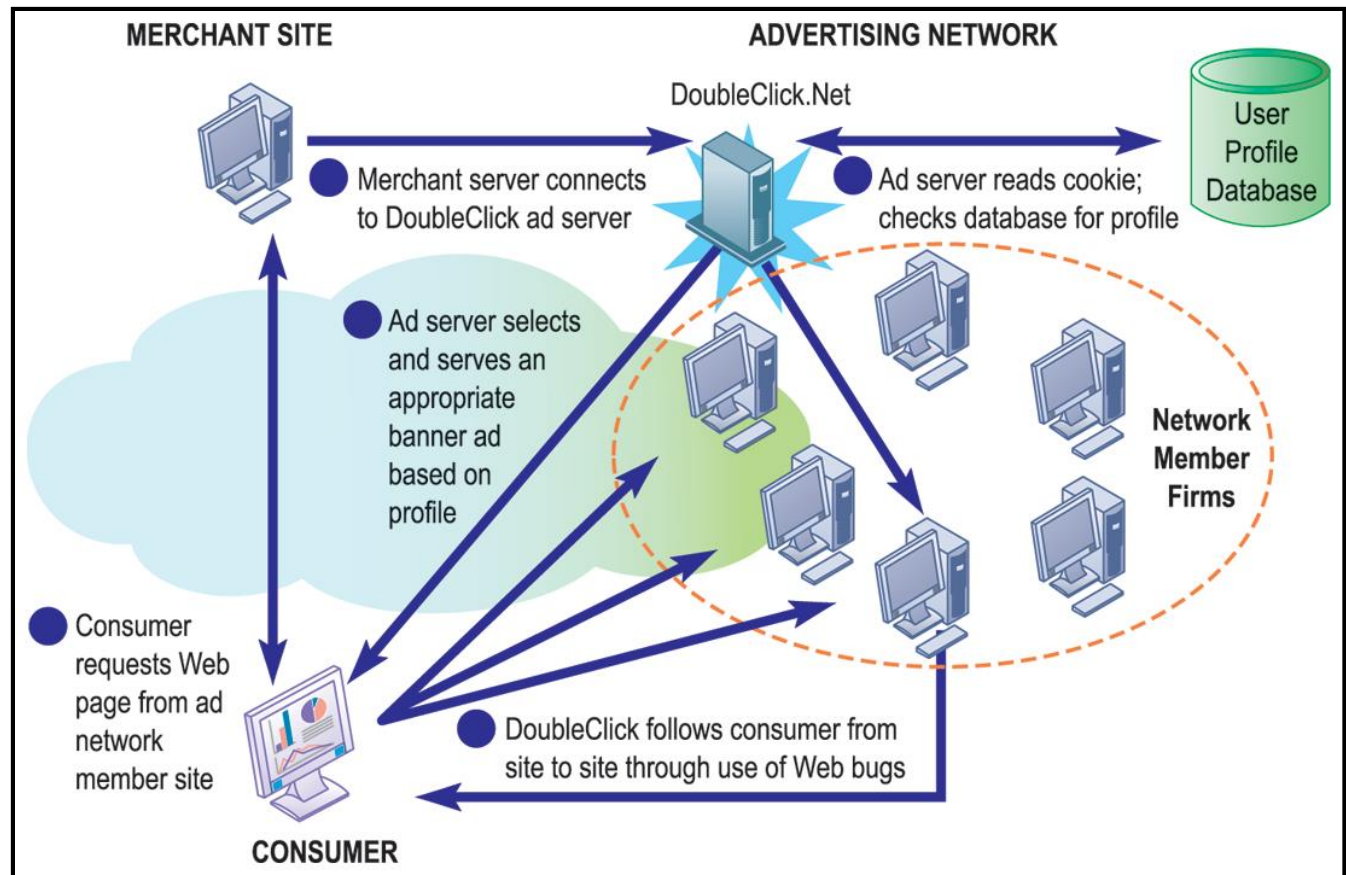 MERCHANT SITE
ADVERTISING NETWORK
DoubleClick.Net
User
Profile
Database
Merchant server connects
to DoubleClick ad server
Ad server reads cookie;
checks database for profile
Ad server selects
and serves an
appropriate
banner ad
based on
profile
Network
Member
Firms
Consumer
requests Web
page from ad
network
member site
DoubleClick follows consumer from
site to site through use of Web bugs
CONSUMER